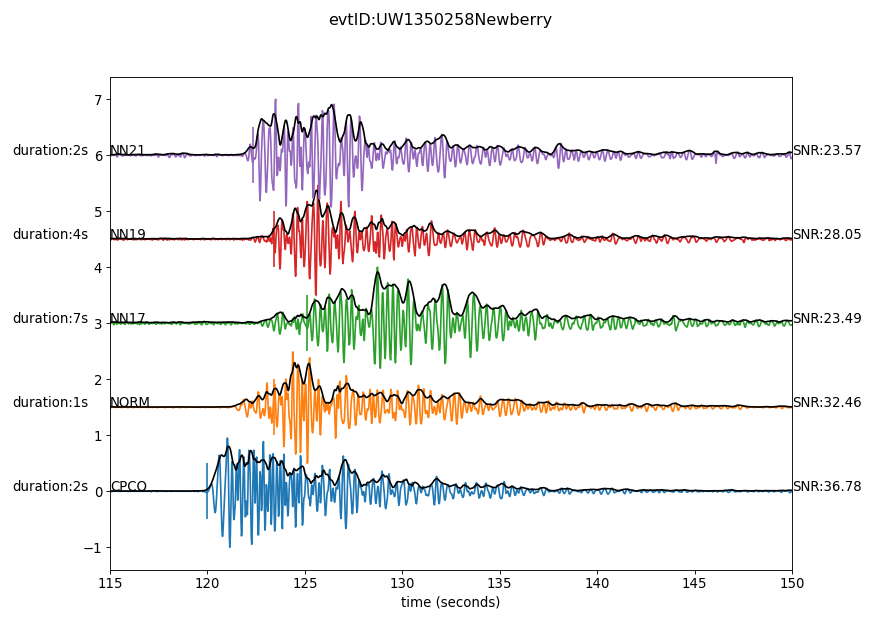 evtID:UW1350258Newberry
7
duration:2s NN21 SNR:23.57
6
5
duration:4s NN19 SNR:28.05
4
duration:7s NN17 SNR:23.49
3
2
duration:1s NORM SNR:32.46
1
duration:2s CPCO SNR:36.78
0
−1
115 120 125 130 135 140 145 150
time (seconds)